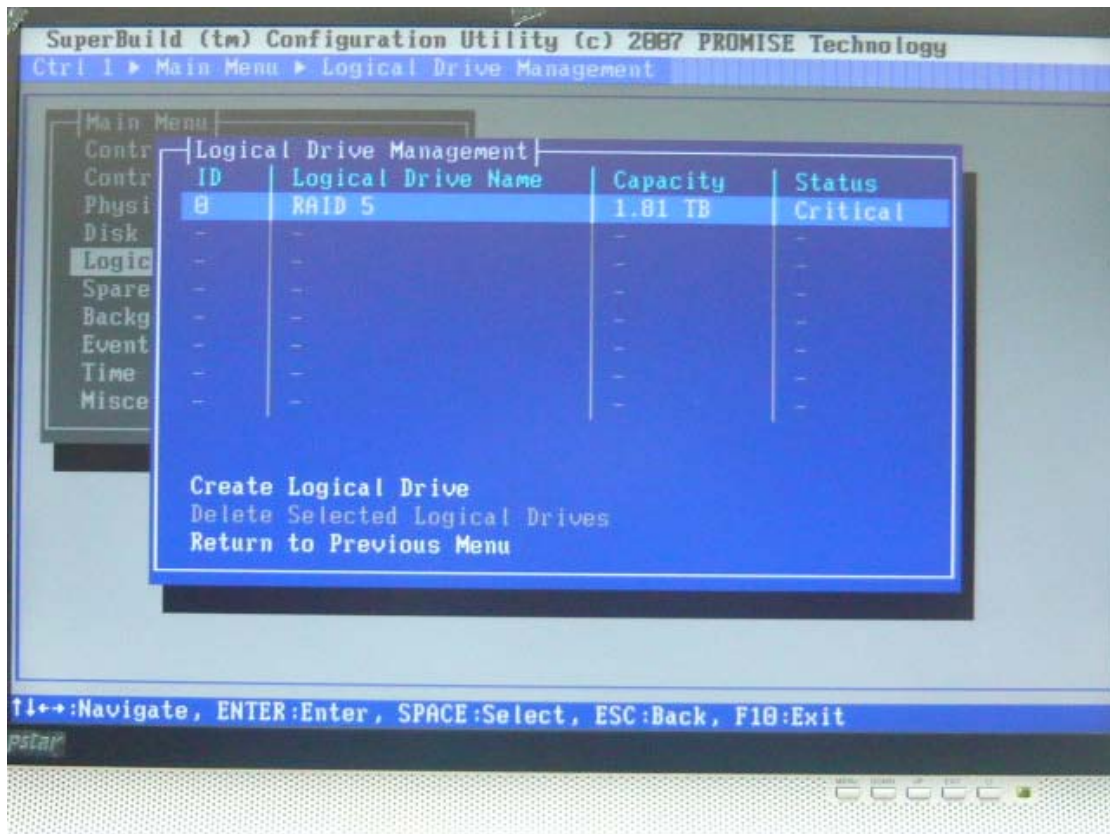 SuperBuild (tm) Configuration Utility (c) 2007 PROMISE Technology
Ctrl 1 ▶ Main Menu ▶ Logical Drive Management
Main Menu
Contr
Contr
Physi
Disk
Logic
Spare
Backg
Event
Time
Misce
Logical Drive Management
ID Logical Drive Name Capacity Status
0 RAID 5 1.81 TB Critical
- - - -
- - - -
- - - -
- - - -
- - - -
- - - -
- - - -
Create Logical Drive
Delete Selected Logical Drives
Return to Previous Menu
↑↓←→:Navigate, ENTER:Enter, SPACE:Select, ESC:Back, F10:Exit
pstar